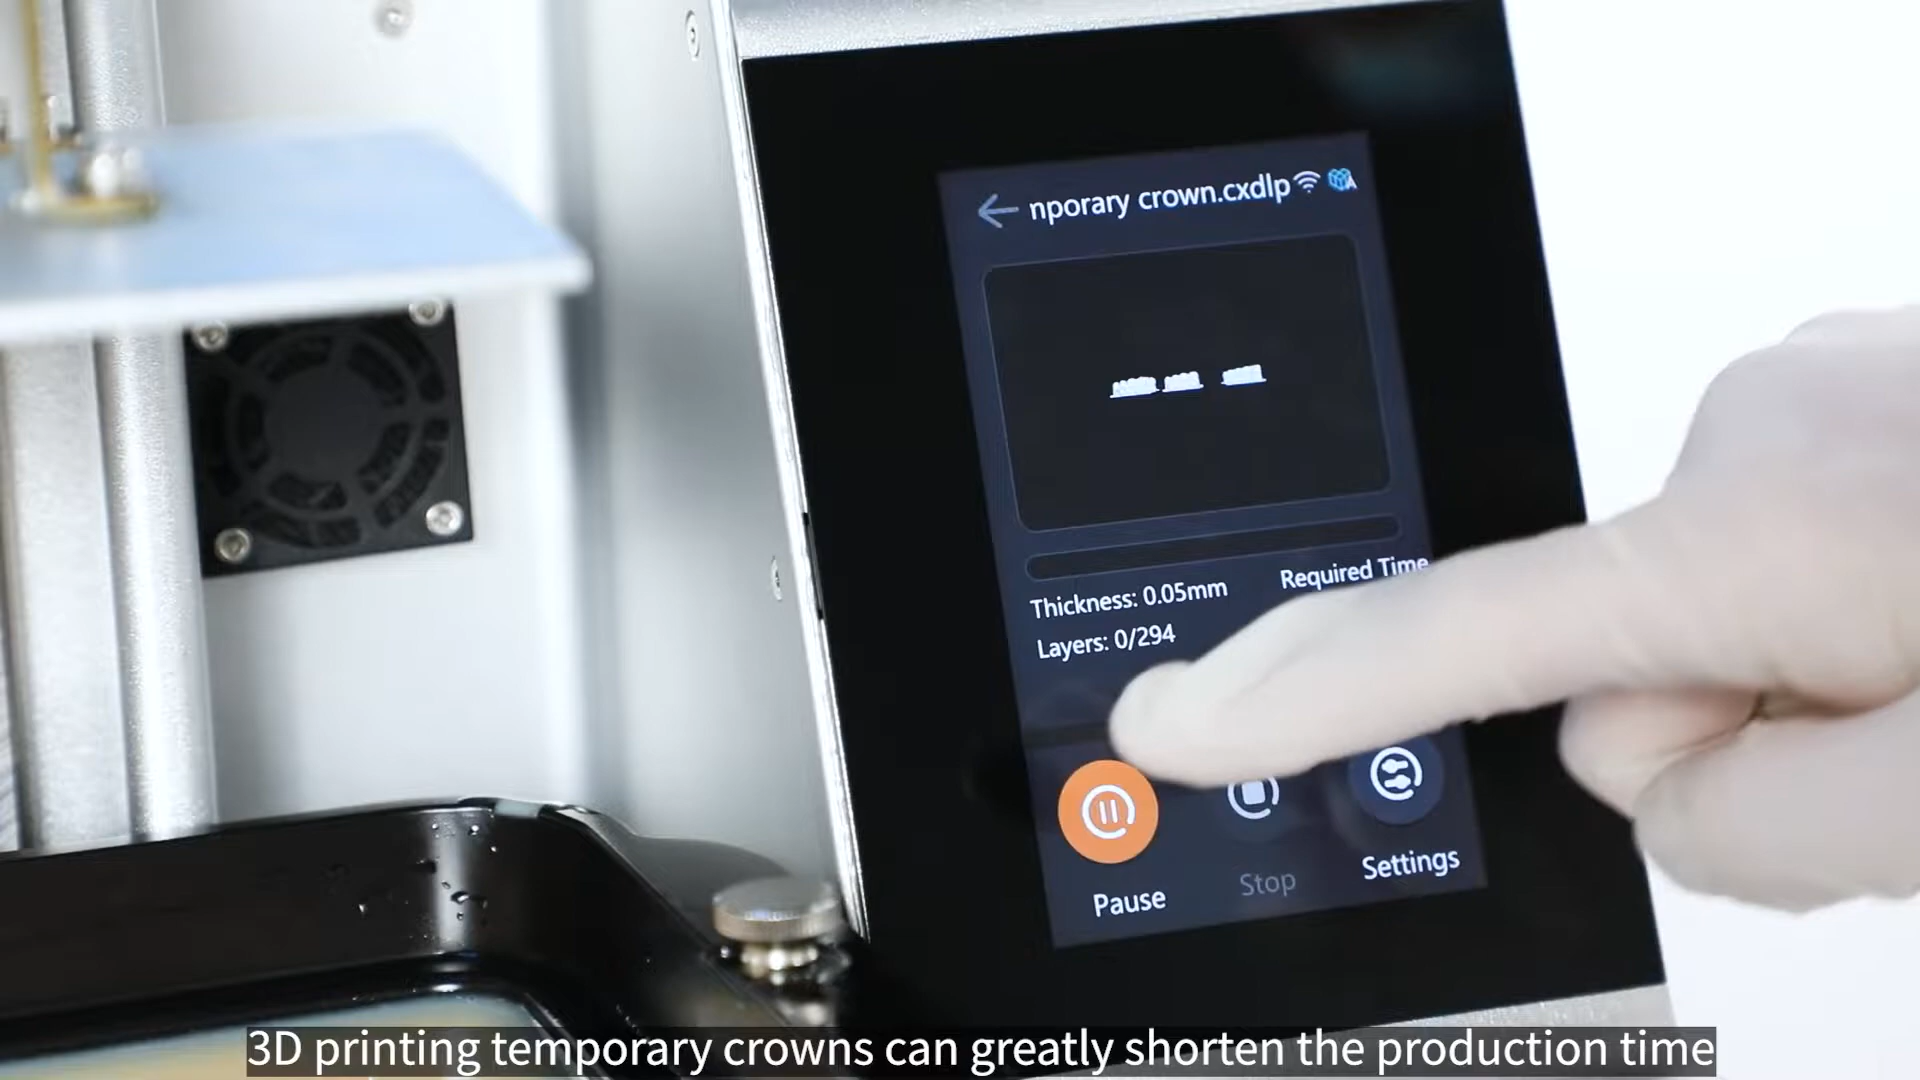 nporary crown.cxdlp
Thickness: 0.05mm
Required Time
Layers: 0/294
Pause
Stop
Settings
3D printing temporary crowns can greatly shorten the production time